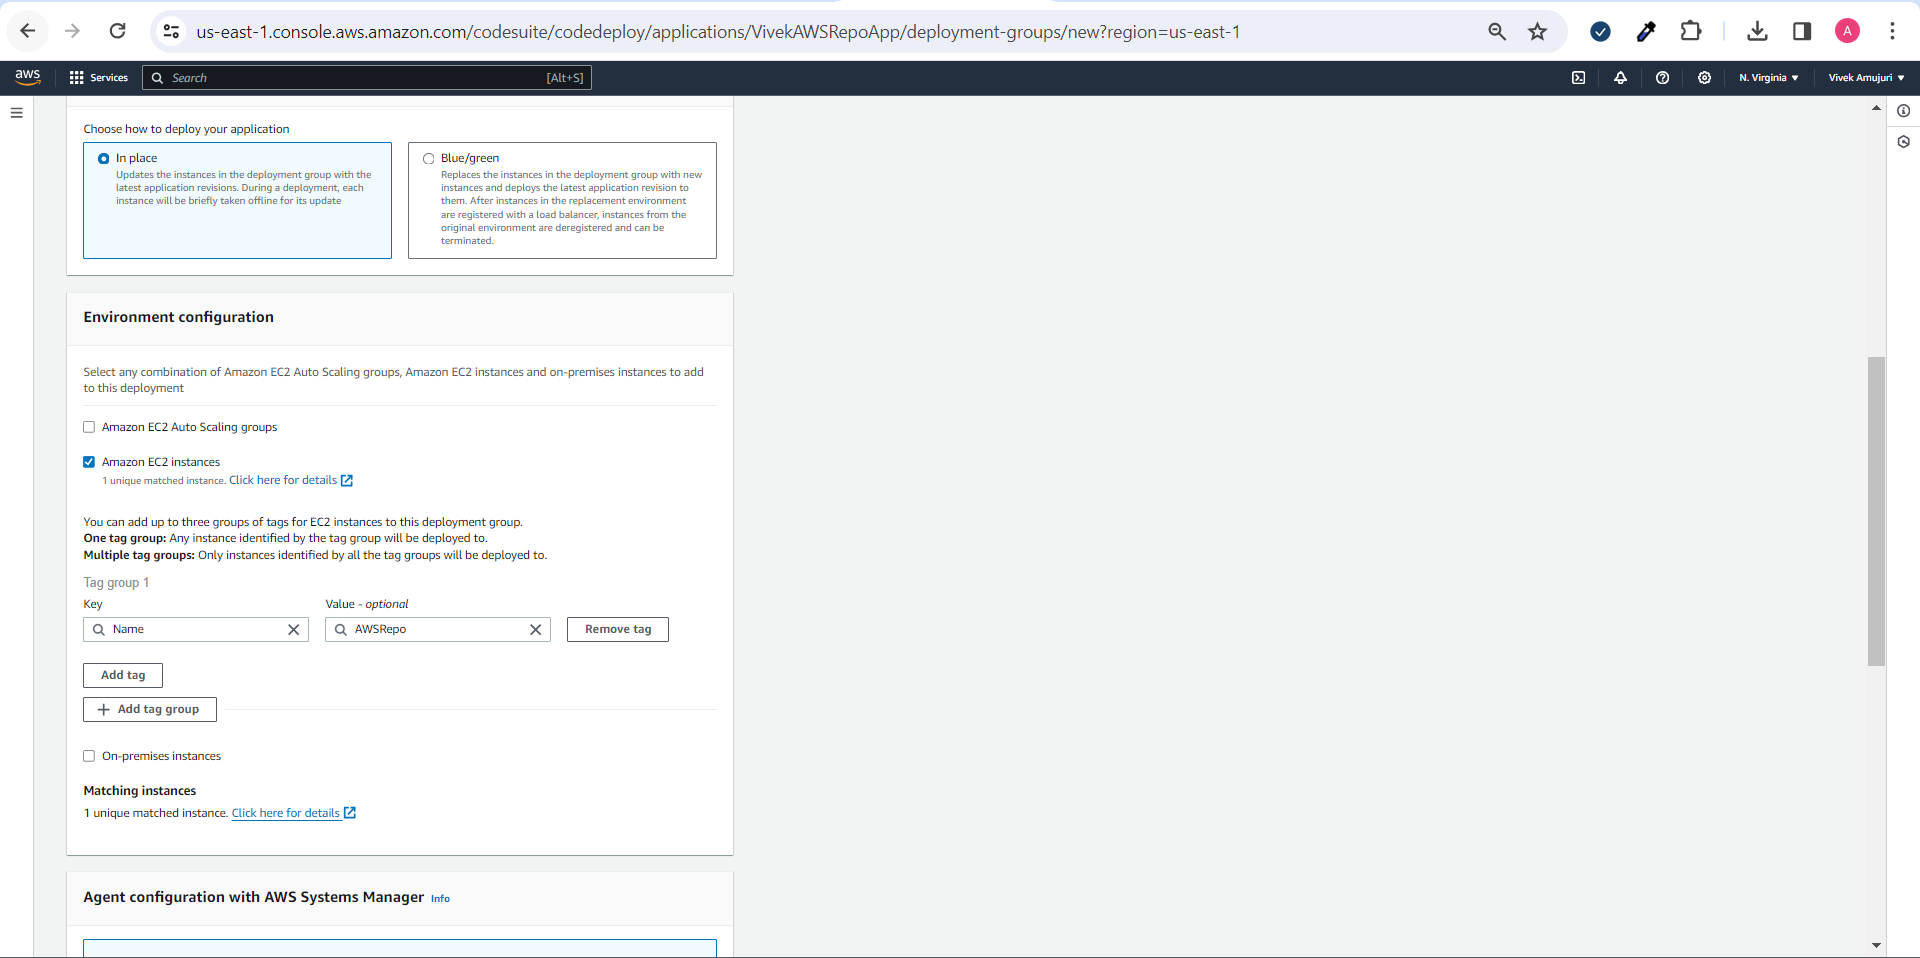 us-east-1.console.aws.amazon.com/codesuite/codedeploy/applications/VivekAWSRepoApp/deployment-groups/new?region=us-east-1
A
aws
Services
Search
[Alt+S]
N. Virginia
Vivek Amujuri
Choose how to deploy your application
In place
Updates the instances in the deployment group with the
latest application revisions. During a deployment, each
instance will be briefly taken offline for its update
Blue/green
Replaces the instances in the deployment group with new
instances and deploys the latest application revision to
them. After instances in the replacement environment
are registered with a load balancer, instances from the
original environment are deregistered and can be
terminated.
Environment configuration
Select any combination of Amazon EC2 Auto Scaling groups, Amazon EC2 instances and on-premises instances to add
to this deployment
Amazon EC2 Auto Scaling groups
Amazon EC2 instances
1 unique matched instance. Click here for details
You can add up to three groups of tags for EC2 instances to this deployment group.
One tag group: Any instance identified by the tag group will be deployed to.
Multiple tag groups: Only instances identified by all the tag groups will be deployed to.
Tag group 1
Key
Value - optional
Name
AWSRepo
Remove tag
Add tag
Add tag group
On-premises instances
Matching instances
1 unique matched instance. Click here for details
Agent configuration with AWS Systems Manager Info